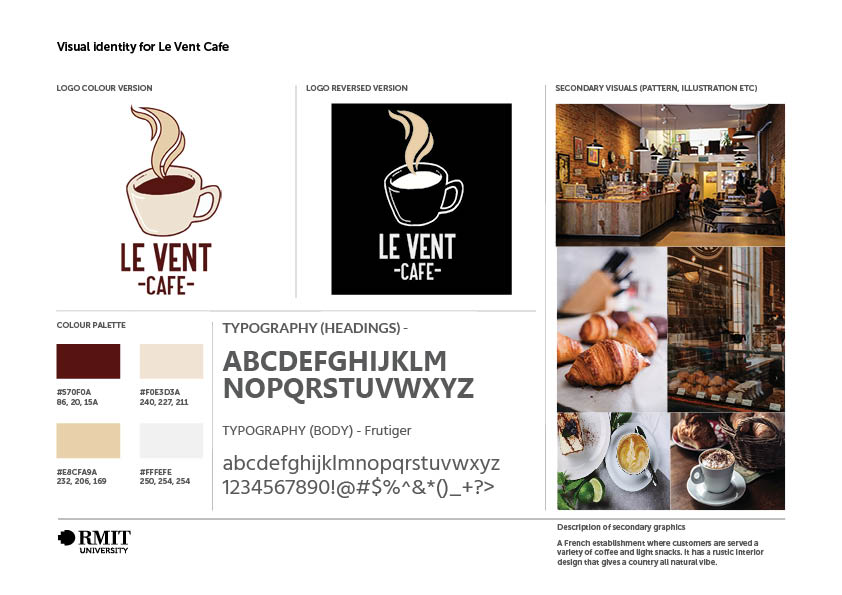 Visual identity for Le Vent Cafe
LOGO COLOUR VERSION
LE VENT
-CAFE-
LOGO REVERSED VERSION
LE VENT
-CAFE-
SECONDARY VISUALS (PATTERN, ILLUSTRATION ETC)
COLOUR PALETTE
#570F0A
86, 20, 15A
#F0E3D3A
240, 227, 211
#E8CFA9A
232, 206, 169
#FFFEFE
250, 254, 254
TYPOGRAPHY (HEADINGS) -
ABCDEFGHIJKLM
NOPQRSTUVWXYZ
TYPOGRAPHY (BODY) - Frutiger
abcdefghijklmnopqrstuvwxyz
1234567890!@#$%^&*()_+?>
RMIT
UNIVERSITY
Description of secondary graphics
A French establishment where customers are served a
variety of coffee and light snacks. It has a rustic interior
design that gives a country all natural vibe.